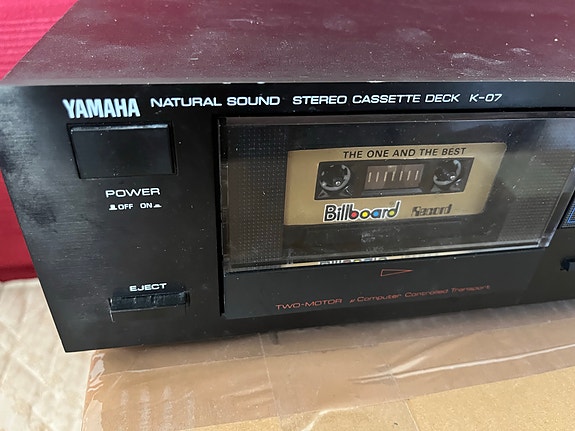 YAMAHA NATURAL SOUND STEREO CASSETTE DECK K-07
THE ONE AND THE BEST
Billboard Record
POWER
OFF ON
EJECT
TWO-MOTOR μ Computer Controlled Transport